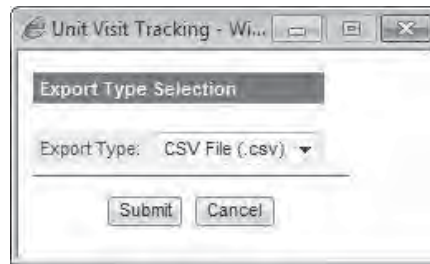 Unit Visit Tracking - Wi...
Export Type Selection
Export Type: CSV File (.csv)
Submit Cancel